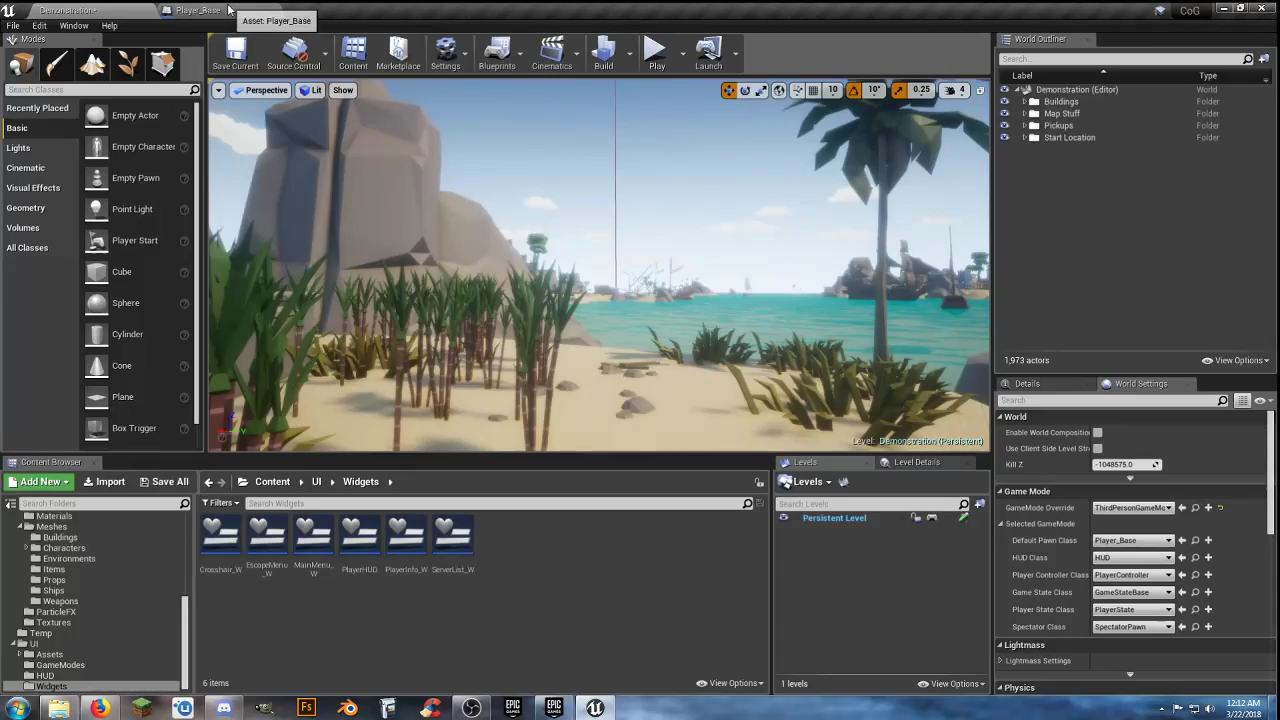 Demonstration*
Player_Base
CoG
Asset: Player_Base
File
Edit
Window
Help
Modes
Search Classes
Recently Placed
Basic
Lights
Cinematic
Visual Effects
Geometry
Volumes
All Classes
Empty Actor
Empty Character
Empty Pawn
Point Light
Player Start
Cube
Sphere
Cylinder
Cone
Plane
Box Trigger
Save Current
Source Control
Content
Marketplace
Settings
Blueprints
Cinematics
Build
Play
Launch
Perspective
Lit
Show
10
10°
0.25
4
Level: Demonstration (Persistent)
World Outliner
Search...
Label
Type
Demonstration (Editor)
World
Buildings
Folder
Map Stuff
Folder
Pickups
Folder
Start Location
Folder
1,973 actors
View Options
Details
World Settings
Search
World
Enable World Compositio
Use Client Side Level Str
Kill Z
-1048575.0
Game Mode
GameMode Override
ThirdPersonGameMo
Selected GameMode
Default Pawn Class
Player_Base
HUD Class
HUD
Player Controller Class
PlayerController
Game State Class
GameStateBase
Player State Class
PlayerState
Spectator Class
SpectatorPawn
Lightmass
Lightmass Settings
Physics
Content Browser
Add New
Import
Save All
Content
UI
Widgets
Search Folders
Filters
Search Widgets
Materials
Meshes
Buildings
Characters
Environments
Items
Props
Ships
Weapons
ParticleFX
Textures
Temp
UI
Assets
GameModes
HUD
Widgets
Crosshair_W
EscapeMenu_W
MainMenu_W
PlayerHUD
PlayerInfo_W
ServerList_W
6 items
View Options
Levels
Level Details
Levels
Search Levels
Persistent Level
1 levels
View Options
Fs
EPIC GAMES
EPIC GAMES
12:12 AM
3/22/2018